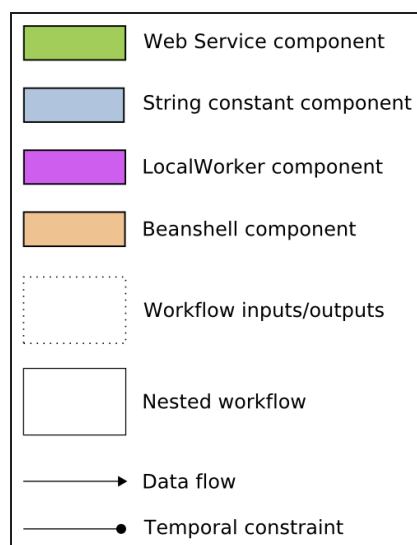 Web Service component
String constant component
LocalWorker component
Beanshell component
Workflow inputs/outputs
Nested workflow
Data flow
Temporal constraint